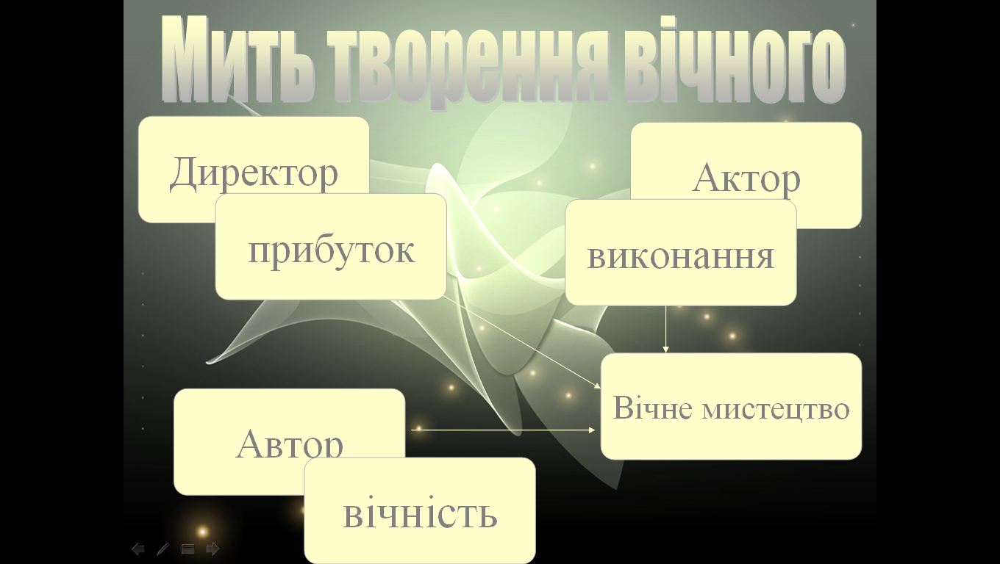 Мить творення вічного
Директор
прибуток
Актор
виконання
Вічне мистецтво
Автор
вічність